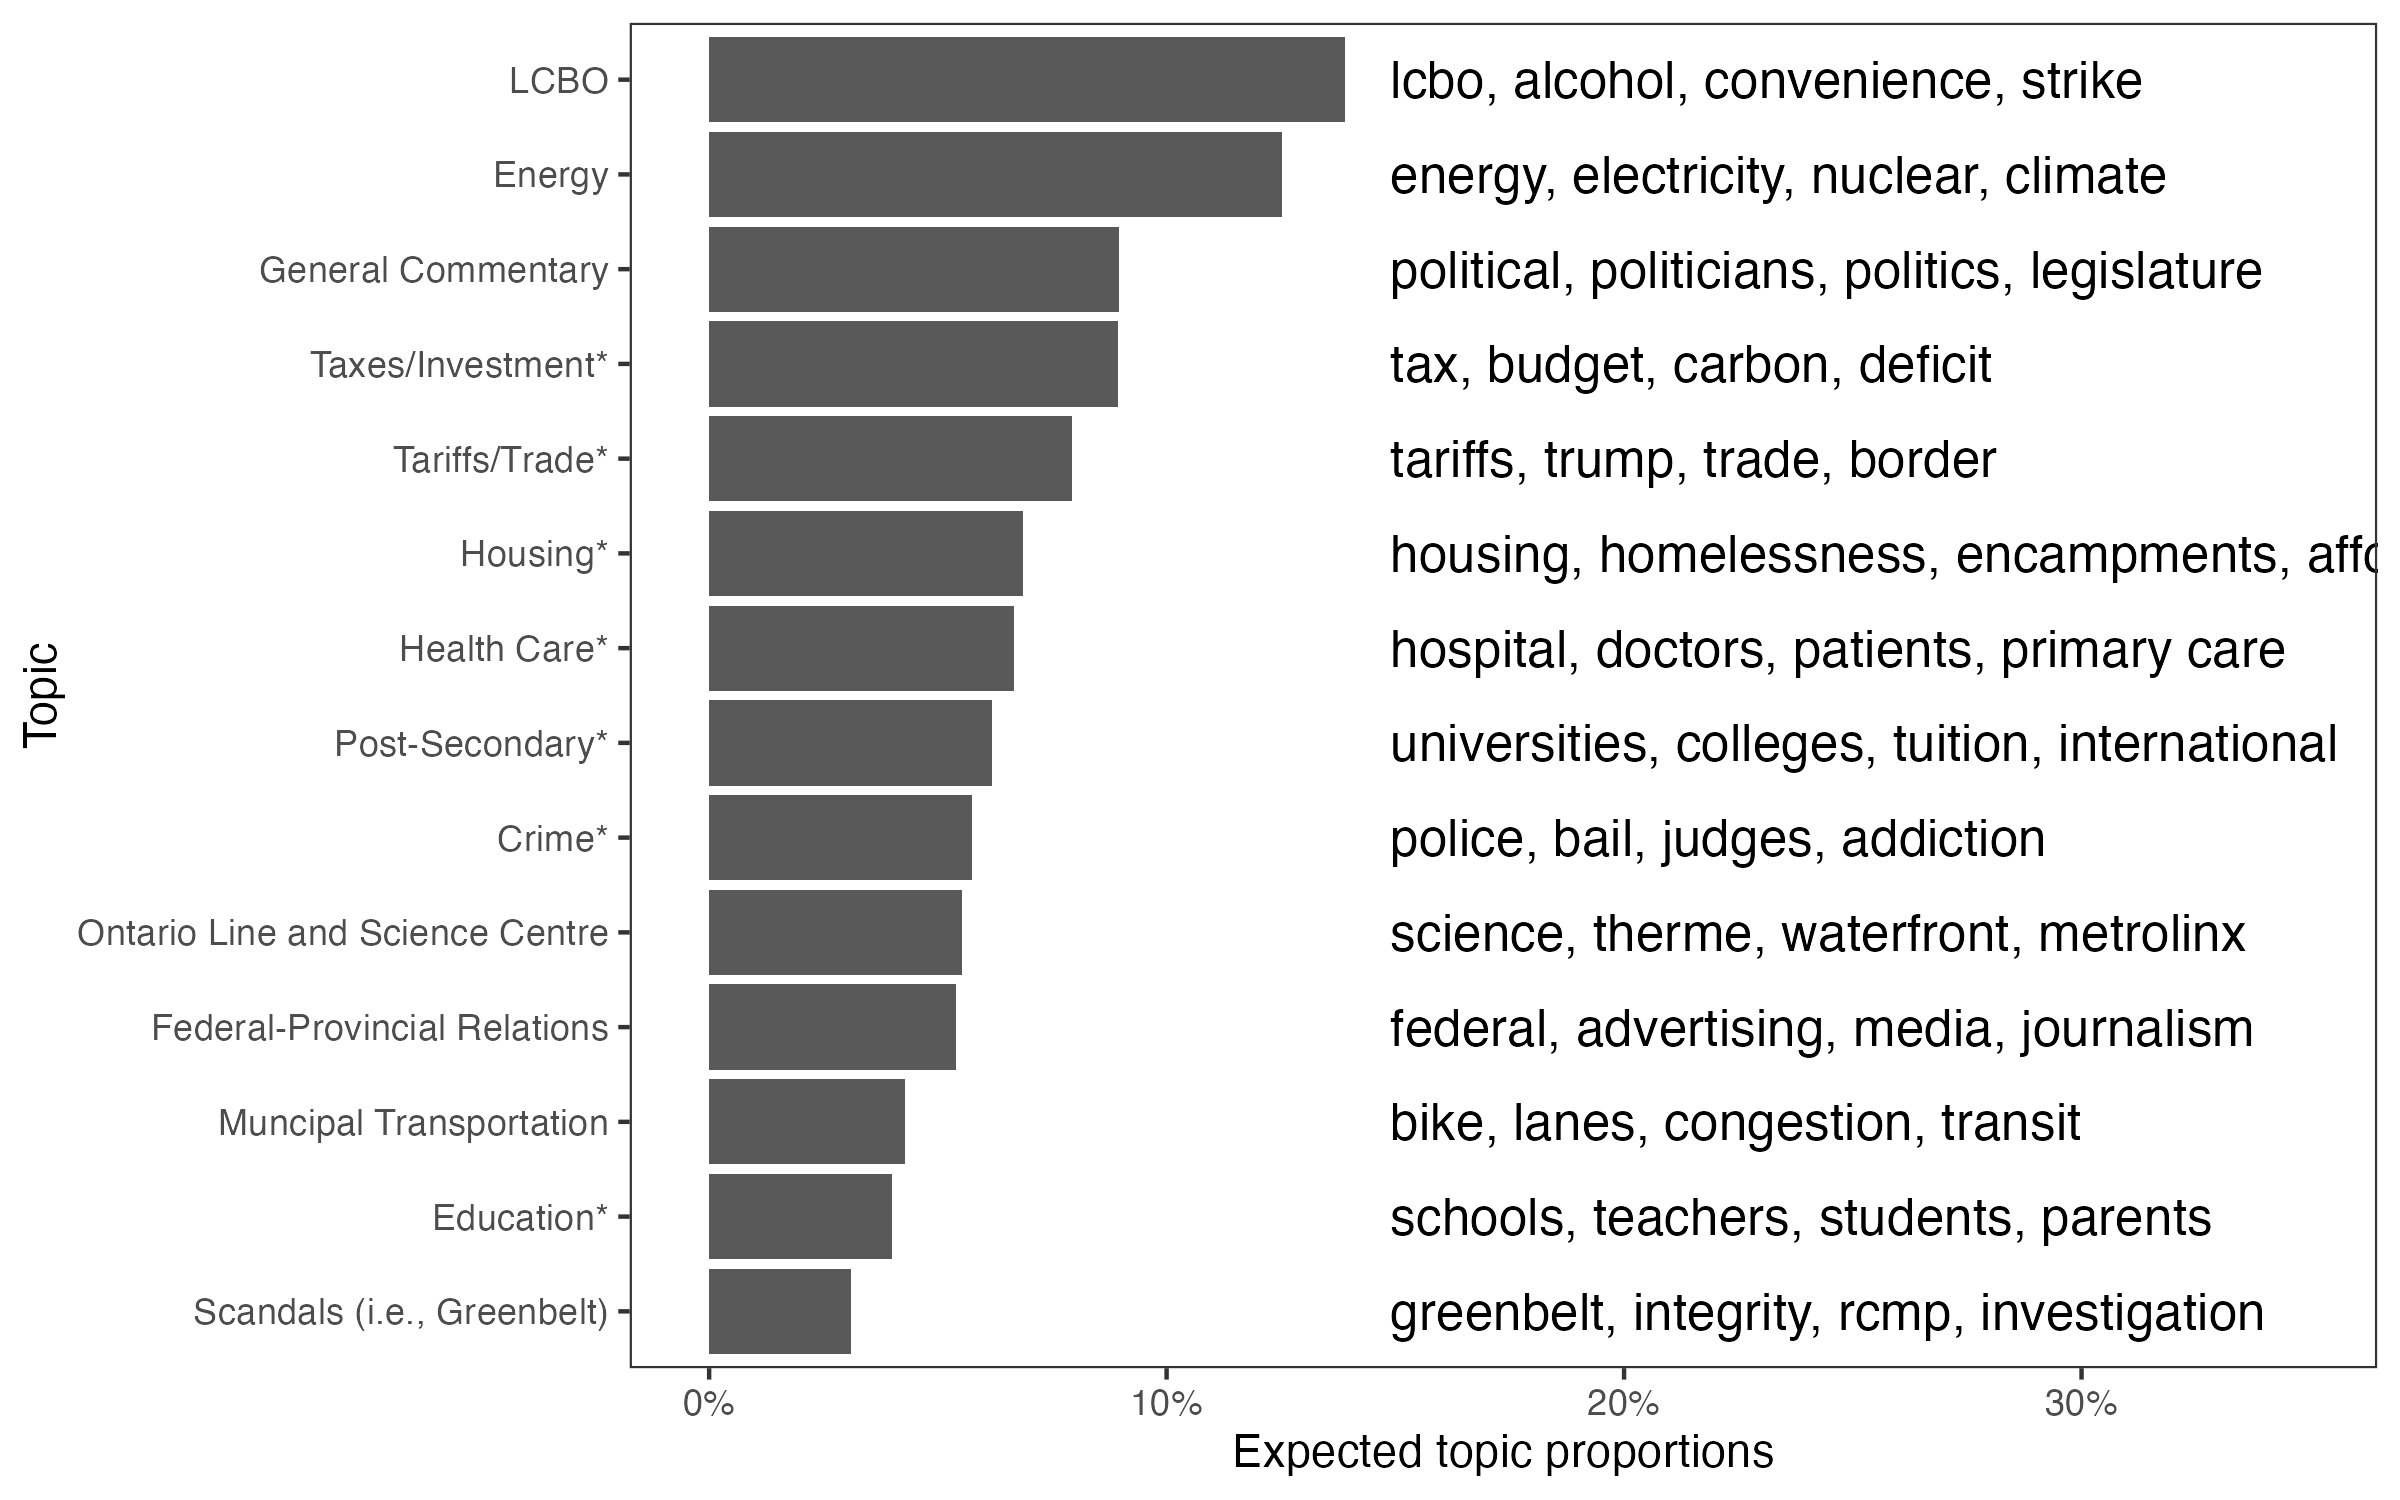 LCBO lcbo, alcohol, convenience, strike
Energy energy, electricity, nuclear, climate
General Commentary political, politicians, politics, legislature
Taxes/Investment* tax, budget, carbon, deficit
Tariffs/Trade* tariffs, trump, trade, border
Housing* housing, homelessness, encampments,
Health Care* hospital, doctors, patients, primary care
Post-Secondary* universities, colleges, tuition, international
Crime* police, bail, judges, addiction
Ontario Line and Science Centre science, therme, waterfront, metrolinx
Federal-Provincial Relations federal, advertising, media, journalism
Muncipal Transportation bike, lanes, congestion, transit
Education* schools, teachers, students, parents
Scandals (i.e., Greenbelt) greenbelt, integrity, rcmp, investigation
Topic
0% 10% 20% 30%
Expected topic proportions